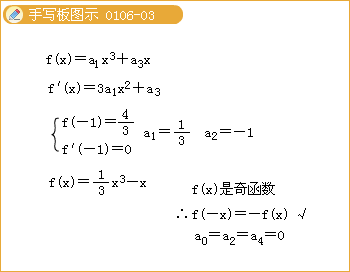 手写板图示 0106-03
f(x)=a₁x³+a₃x
f′(x)=3a₁x²+a₃
f(-1)=4/3
f′(-1)=0
a₁=1/3 a₂=-1
f(x)=1/3x³-x
f(x)是奇函数
∴f(-x)=-f(x) √
a₀=a₂=a₄=0